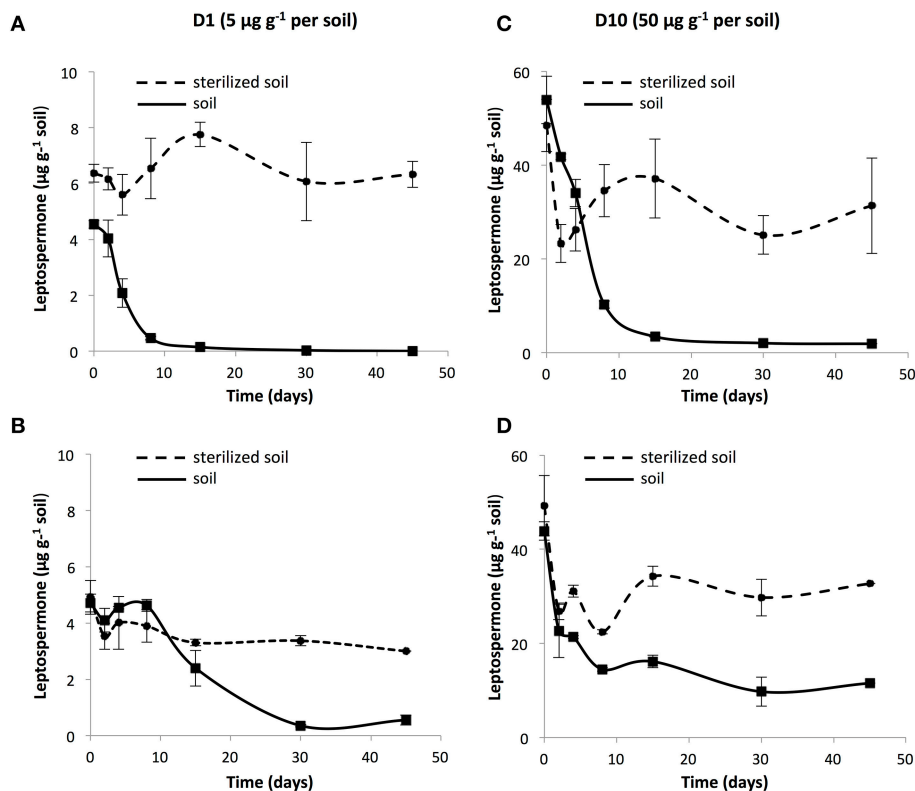 A
D1 (5 µg g-1 per soil)
sterilized soil
soil
Leptospermone (µg g-1 soil)
10
8
6
4
2
0
0 10 20 30 40 50
Time (days)
C
D10 (50 µg g-1 per soil)
sterilized soil
soil
Leptospermone (µg g-1 soil)
60
40
20
0
0 10 20 30 40 50
Time (days)
B
sterilized soil
soil
Leptospermone (µg g-1 soil)
10
8
6
4
2
0
0 10 20 30 40 50
Time (days)
D
sterilized soil
soil
Leptospermone (µg g-1 soil)
60
40
20
0
0 10 20 30 40 50
Time (days)